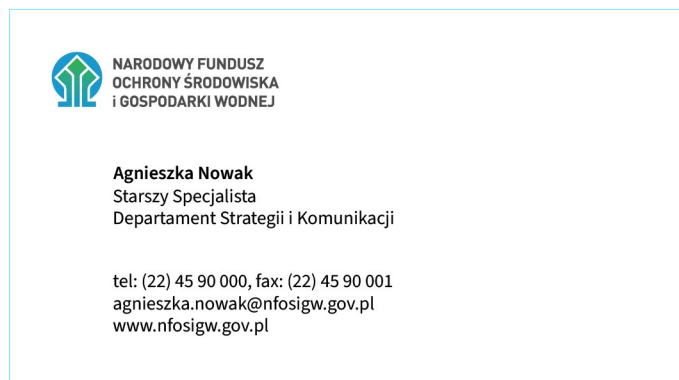 NARODOWY FUNDUSZ
OCHRONY ŚRODOWISKA
i GOSPODARKI WODNEJ
Agnieszka Nowak
Starszy Specjalista
Departament Strategii i Komunikacji
tel: (22) 45 90 000, fax: (22) 45 90 001
agnieszka.nowak@nfosigw.gov.pl
www.nfosigw.gov.pl